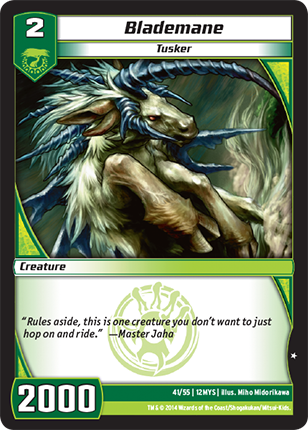 2
Blademane
Tusker
Creature
“Rules aside, this is one creature you don’t want to just
hop on and ride.” —Master Jaha
41/55 | 12MYS | Illus. Miho Midorikawa
2000
TM & © 2014 Wizards of the Coast/Shogakukan/Mitsui-Kids.